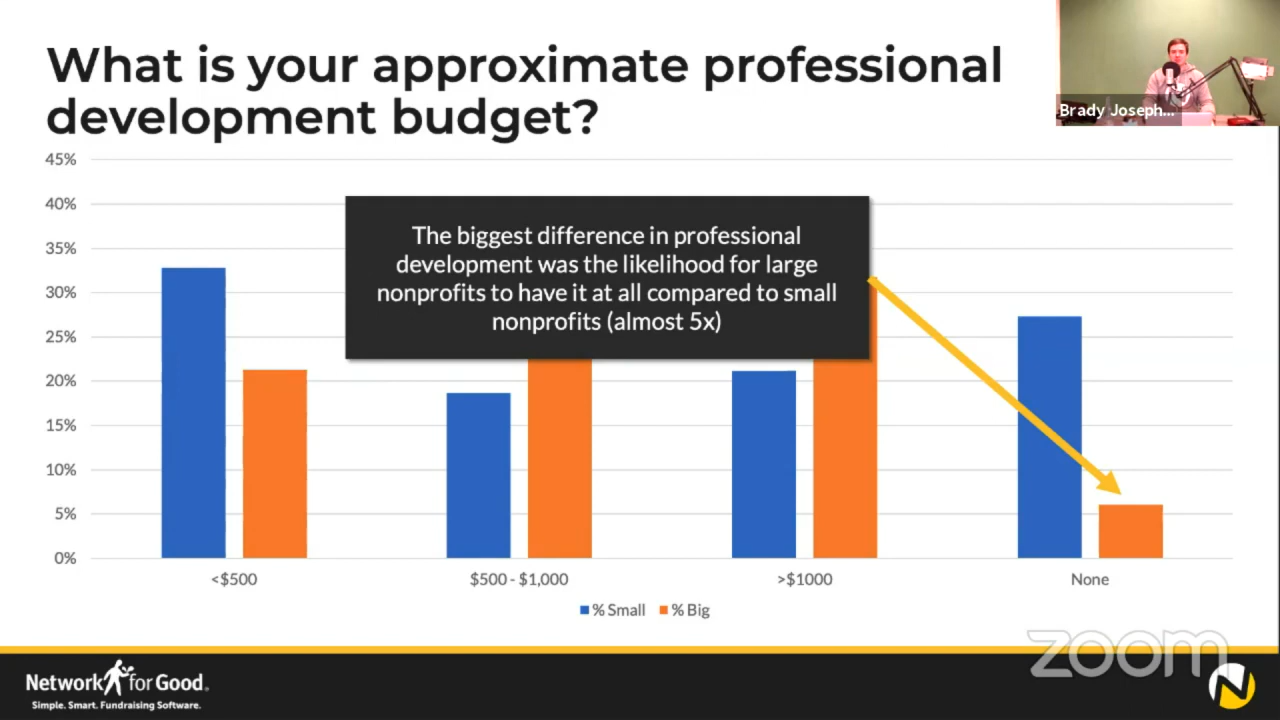 What is your approximate professional
development budget?
Brady Joseph...
45%
40%
35%
30%
25%
20%
15%
10%
5%
0%
The biggest difference in professional
development was the likelihood for large
nonprofits to have it at all compared to small
nonprofits (almost 5x)
<$500
$500 - $1,000
>$1000
None
% Small
% Big
zoom
Network for Good.
Simple. Smart. Fundraising Software.
N